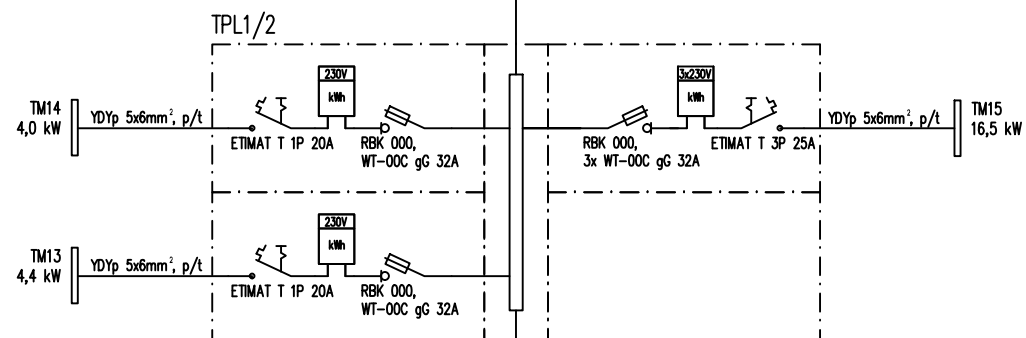 TPL1/2
TM14
4,0 kW
YDYp 5x6mm², p/t
230V
kWh
ETIMAT T 1P 20A
RBK 000,
WT-00C gG 32A
3x230V
kWh
RBK 000,
3x WT-00C gG 32A
ETIMAT T 3P 25A
YDYp 5x6mm², p/t
TM15
16,5 kW
TM13
4,4 kW
YDYp 5x6mm², p/t
230V
kWh
ETIMAT T 1P 20A
RBK 000,
WT-00C gG 32A